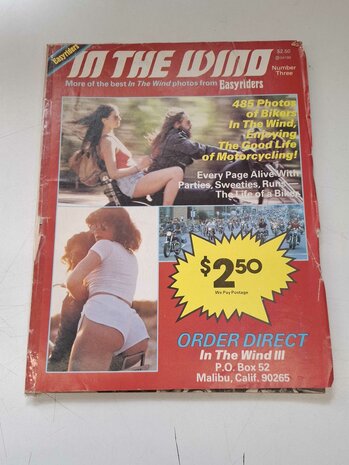 Easyriders
IN THE WIND
$2.50
More of the best In The Wind photos from Easyriders
Number
Three
485 Photos
of Bikers
In The Wind,
Enjoying
The Good Life
of Motorcycling!
Every Page Alive With
Parties, Sweeties, Runs —
The Life of a Biker.
$2.50
We Pay Postage
ORDER DIRECT
In The Wind III
P.O. Box 52
Malibu, Calif. 90265